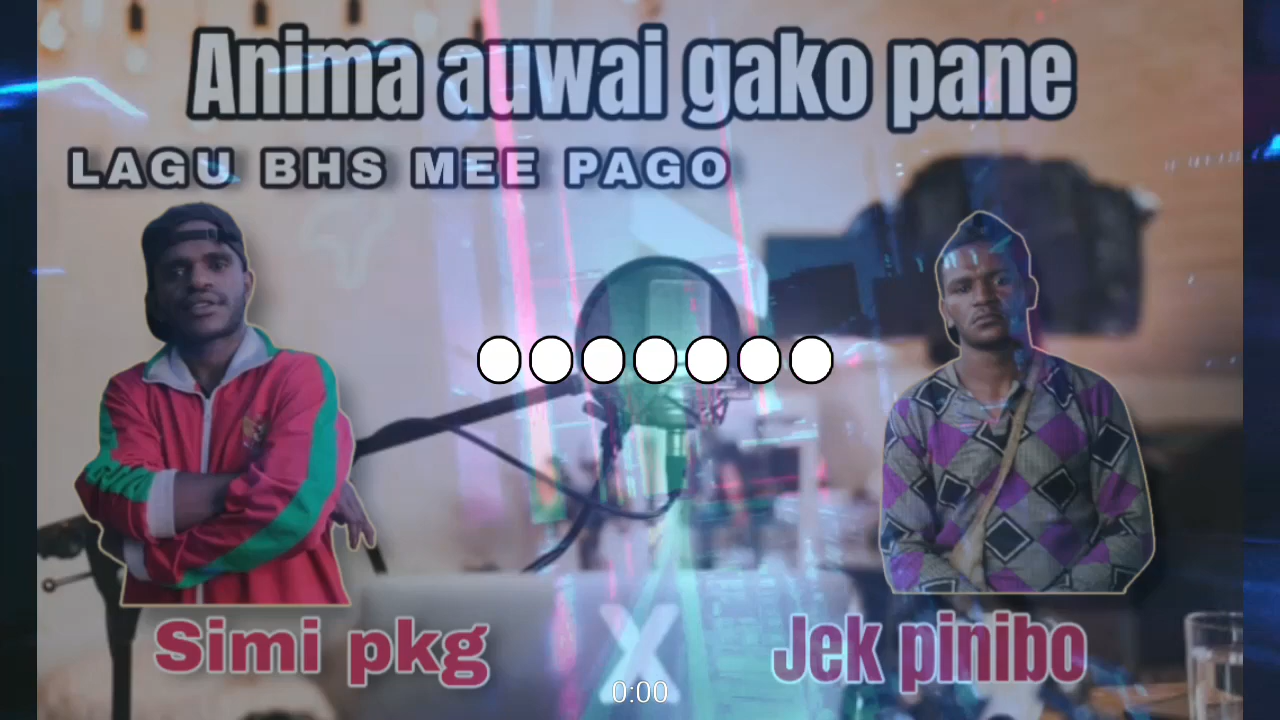 Anima auwai gako pane
LAGU BHS MEE PAGO
Simi pkg X Jek pinibo
0:00